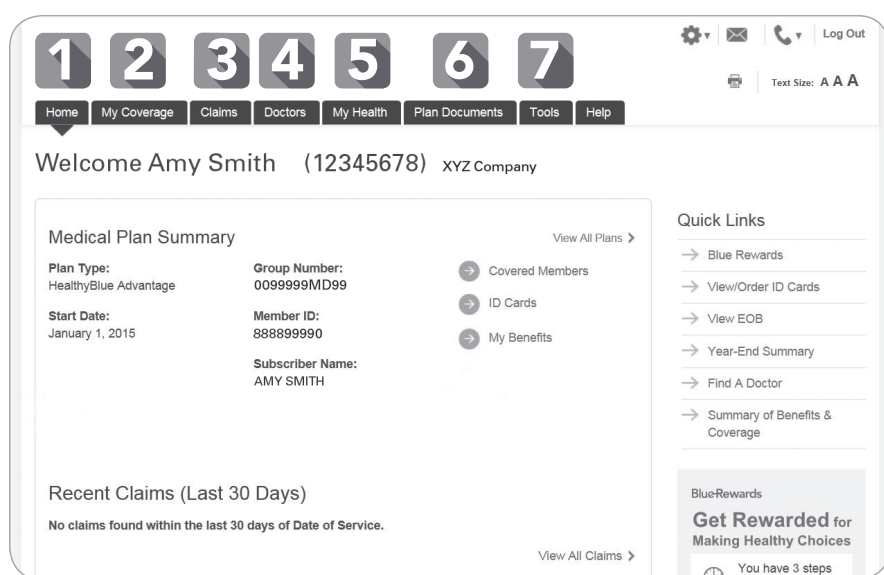 1 2 3 4 5 6 7
Log Out
Text Size: A A A
Home My Coverage Claims Doctors My Health Plan Documents Tools Help
Welcome Amy Smith (12345678) XYZ Company
Medical Plan Summary
View All Plans
Plan Type:
HealthyBlue Advantage
Start Date:
January 1, 2015
Group Number:
0099999MD99
Member ID:
888899990
Subscriber Name:
AMY SMITH
Covered Members
ID Cards
My Benefits
Recent Claims (Last 30 Days)
No claims found within the last 30 days of Date of Service.
View All Claims
Quick Links
Blue Rewards
View/Order ID Cards
View EOB
Year-End Summary
Find A Doctor
Summary of Benefits &
Coverage
BlueRewards
Get Rewarded for
Making Healthy Choices
You have 3 steps